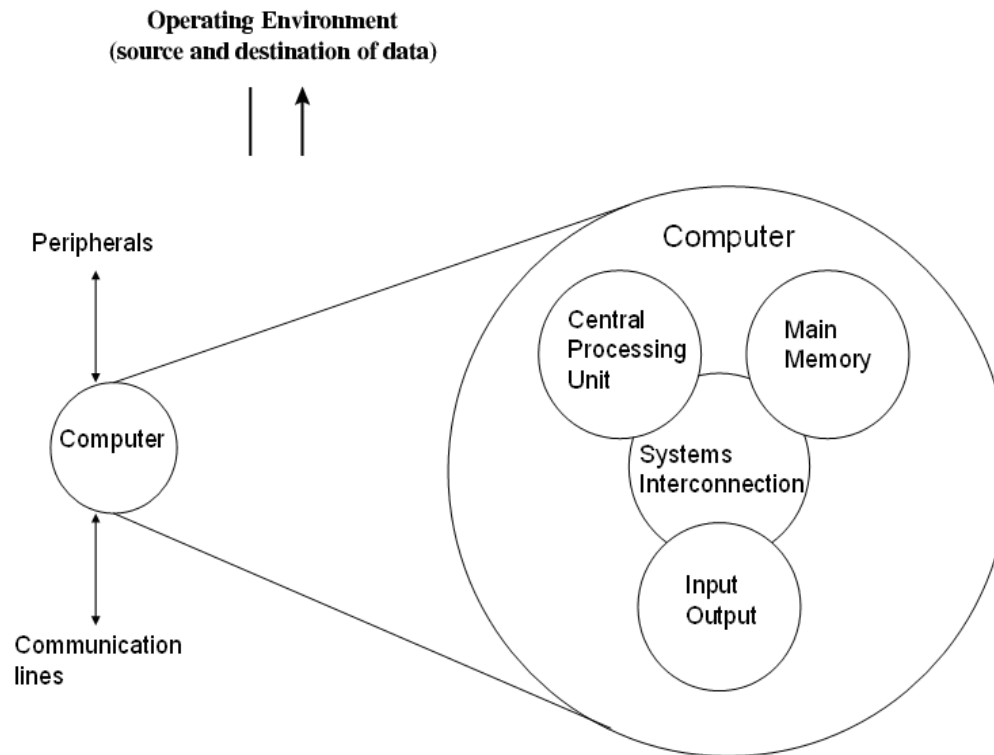 Operating Environment
(source and destination of data)
Peripherals
Computer
Communication
lines
Computer
Central
Processing
Unit
Main
Memory
Systems
Interconnection
Input
Output